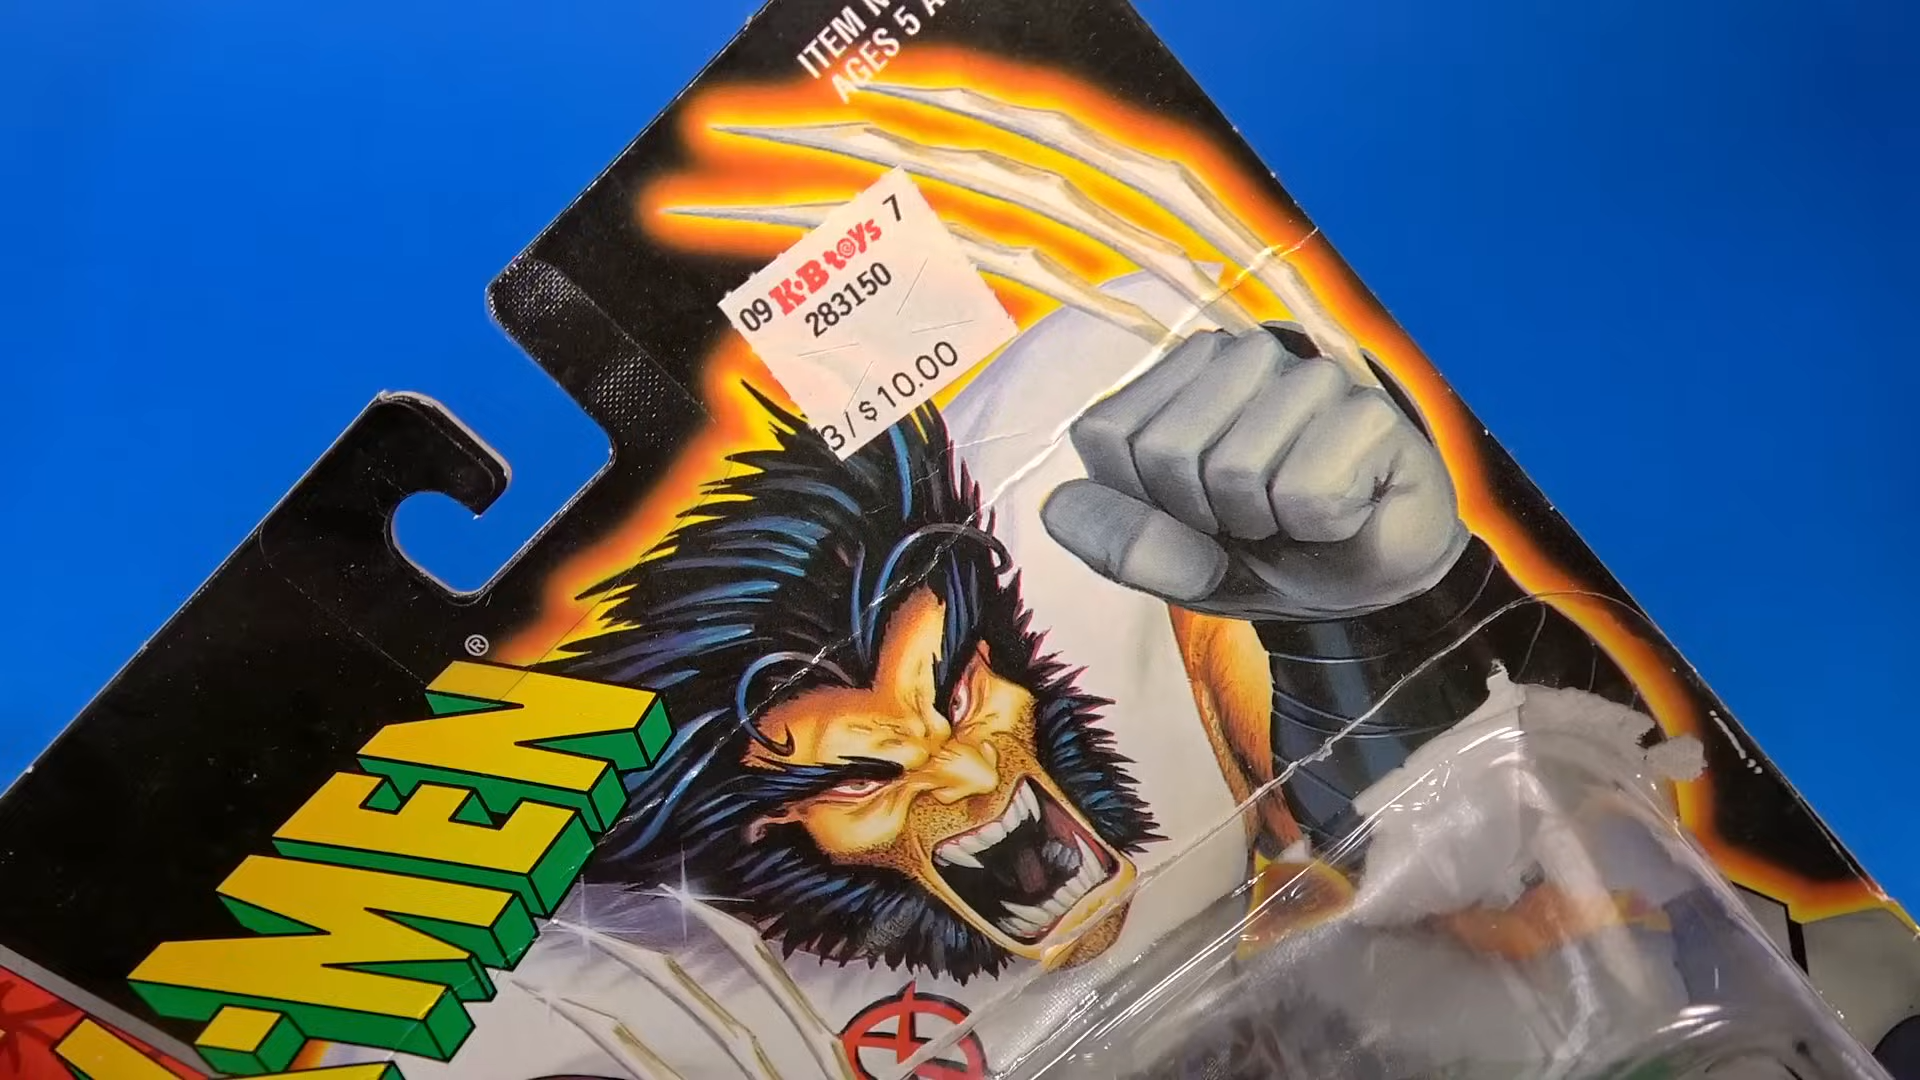 ITEM
AGES 5
09 K·B toys 7
283150
3/$10.00
®
·MEN